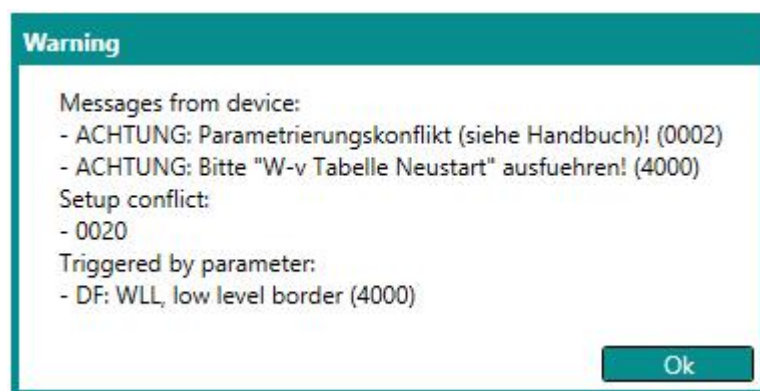 Warning
Messages from device:
- ACHTUNG: Parametrierungskonflikt (siehe Handbuch)! (0002)
- ACHTUNG: Bitte "W-v Tabelle Neustart" ausfuehren! (4000)
Setup conflict:
- 0020
Triggered by parameter:
- DF: WLL, low level border (4000)
Ok